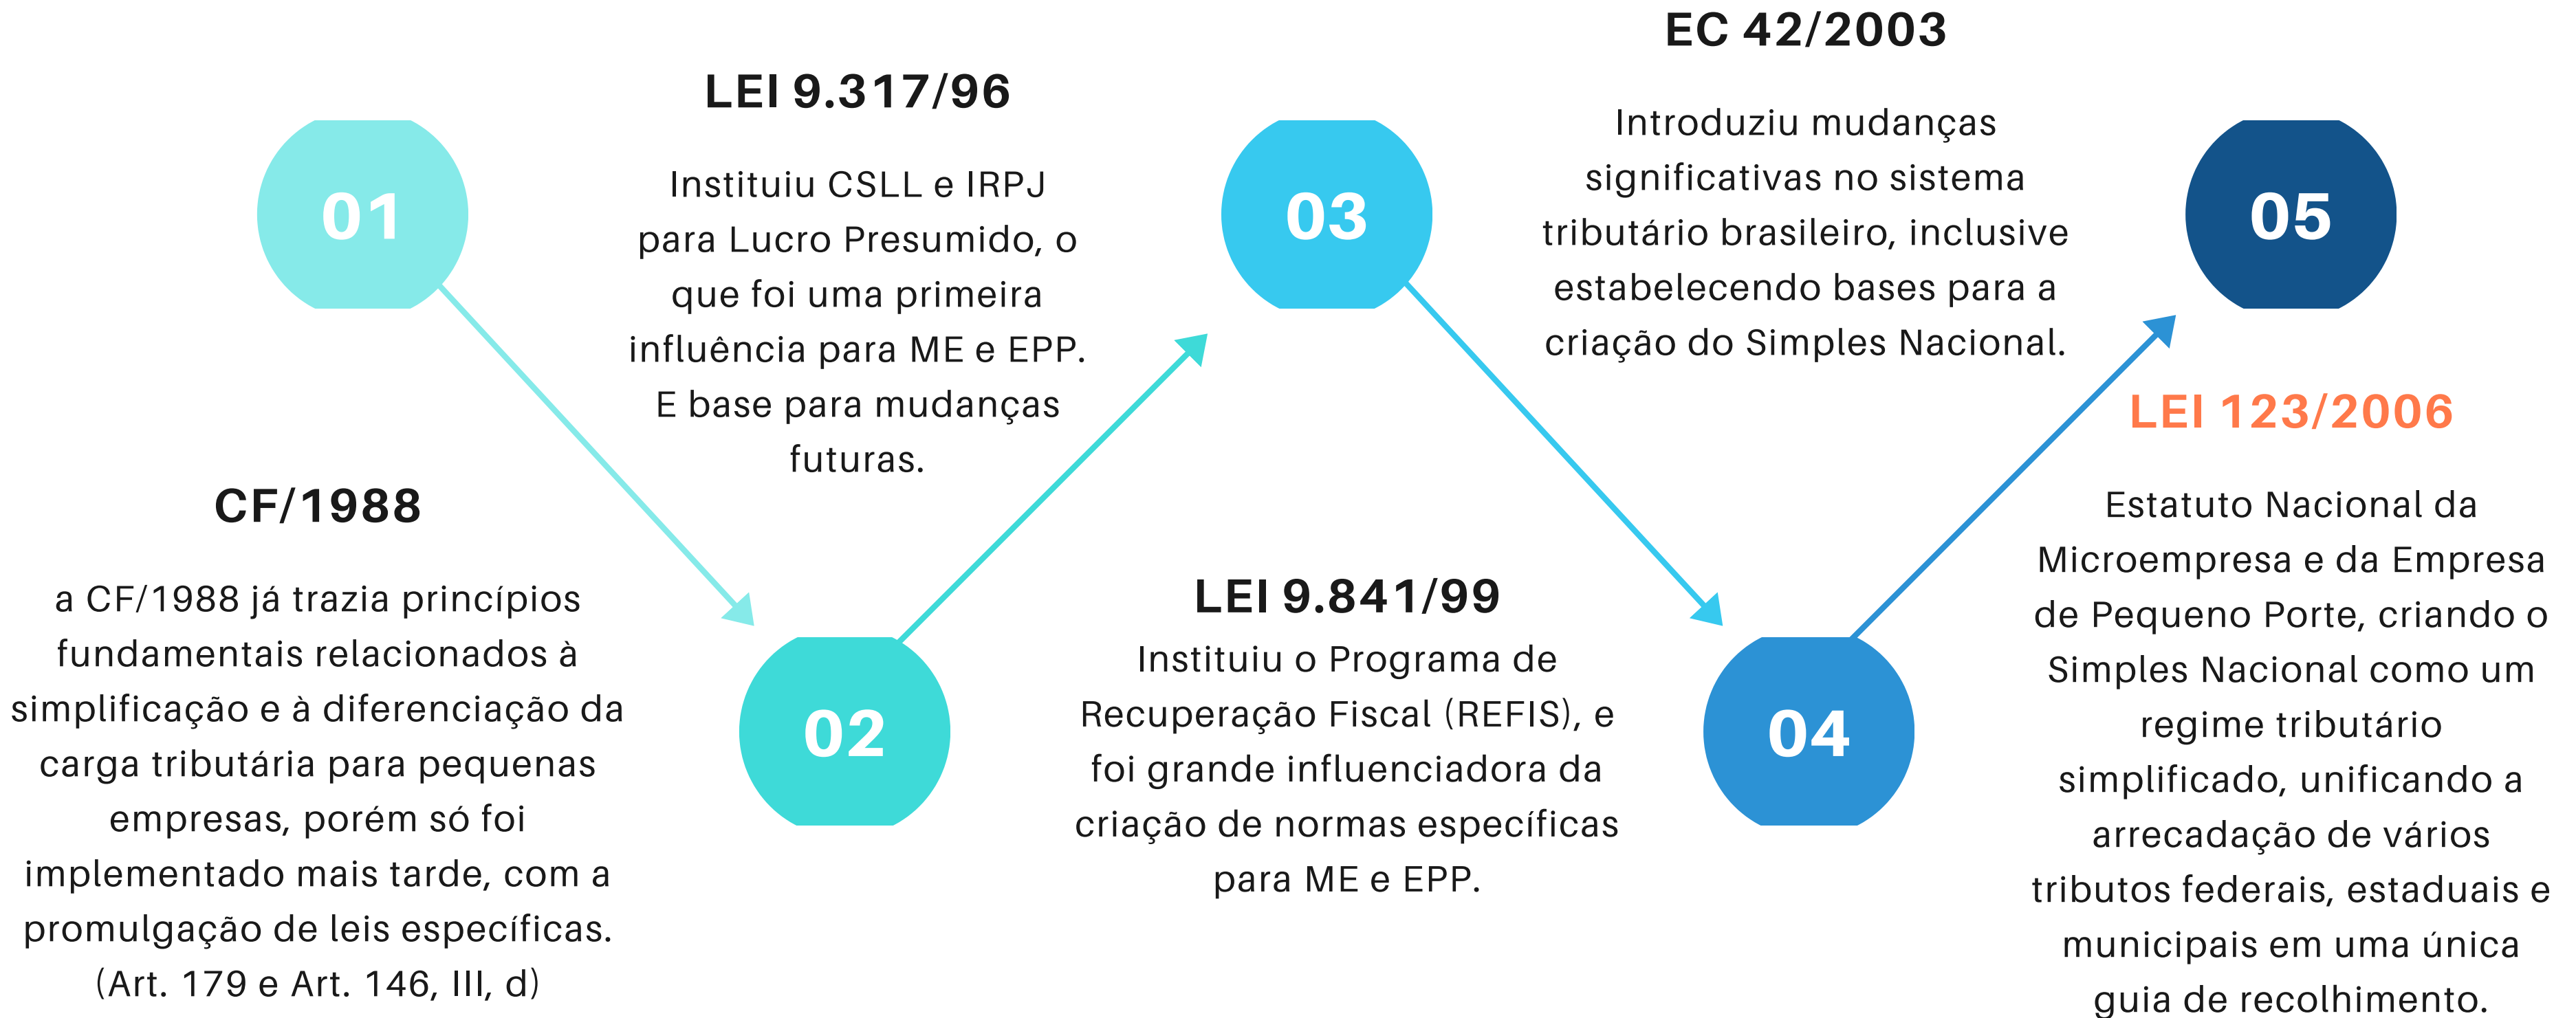 01
CF/1988
a CF/1988 já trazia princípios
fundamentais relacionados à
simplificação e à diferenciação da
carga tributária para pequenas
empresas, porém só foi
implementado mais tarde, com a
promulgação de leis específicas.
(Art. 179 e Art. 146, III, d)
LEI 9.317/96
Instituiu CSLL e IRPJ
para Lucro Presumido, o
que foi uma primeira
influência para ME e EPP.
E base para mudanças
futuras.
02
03
LEI 9.841/99
Instituiu o Programa de
Recuperação Fiscal (REFIS), e
foi grande influenciadora da
criação de normas específicas
para ME e EPP.
EC 42/2003
Introduziu mudanças
significativas no sistema
tributário brasileiro, inclusive
estabelecendo bases para a
criação do Simples Nacional.
04
05
LEI 123/2006
Estatuto Nacional da
Microempresa e da Empresa
de Pequeno Porte, criando o
Simples Nacional como um
regime tributário
simplificado, unificando a
arrecadação de vários
tributos federais, estaduais e
municipais em uma única
guia de recolhimento.